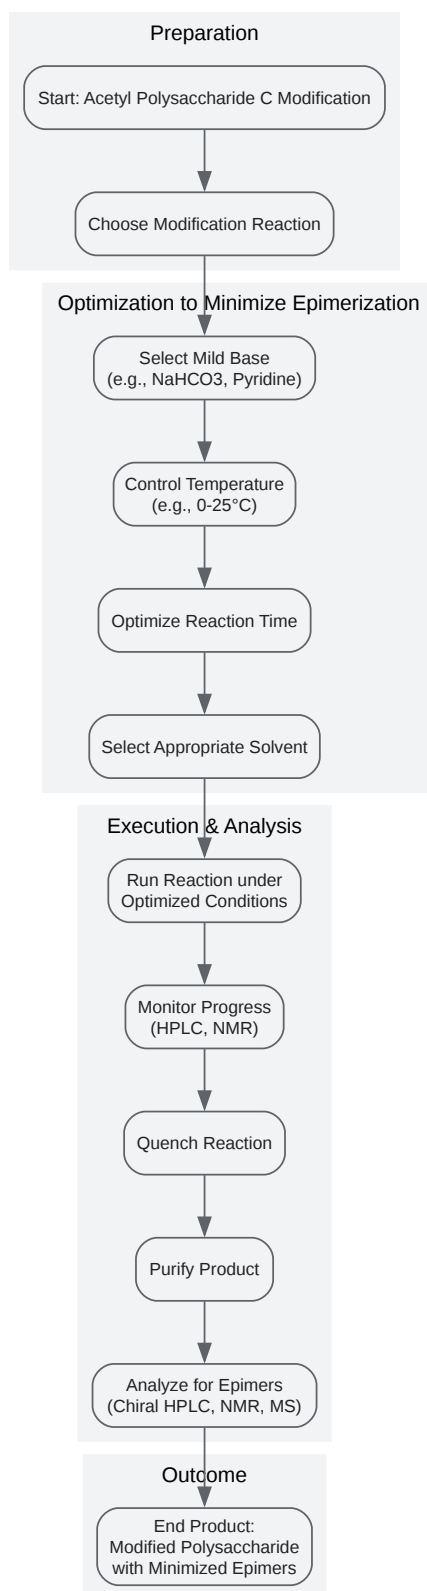 Preparation
Start: Acetyl Polysaccharide C Modification
Choose Modification Reaction
Optimization to Minimize Epimerization
Select Mild Base
(e.g., NaHCO3, Pyridine)
Control Temperature
(e.g., 0-25°C)
Optimize Reaction Time
Select Appropriate Solvent
Execution & Analysis
Run Reaction under
Optimized Conditions
Monitor Progress
(HPLC, NMR)
Quench Reaction
Purify Product
Analyze for Epimers
(Chiral HPLC, NMR, MS)
Outcome
End Product:
Modified Polysaccharide
with Minimized Epimers